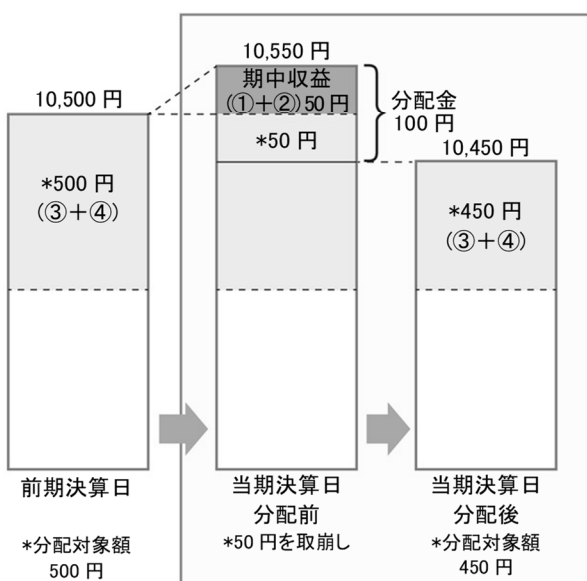 10,550 円
期中収益
(①+②)50 円
分配金
100 円
10,500 円
*50 円
10,450 円
*500 円
(③+④)
*450 円
(③+④)
前期決算日
当期決算日
分配前
当期決算日
分配後
*分配対象額
500 円
*50 円を取崩し
*分配対象額
450 円